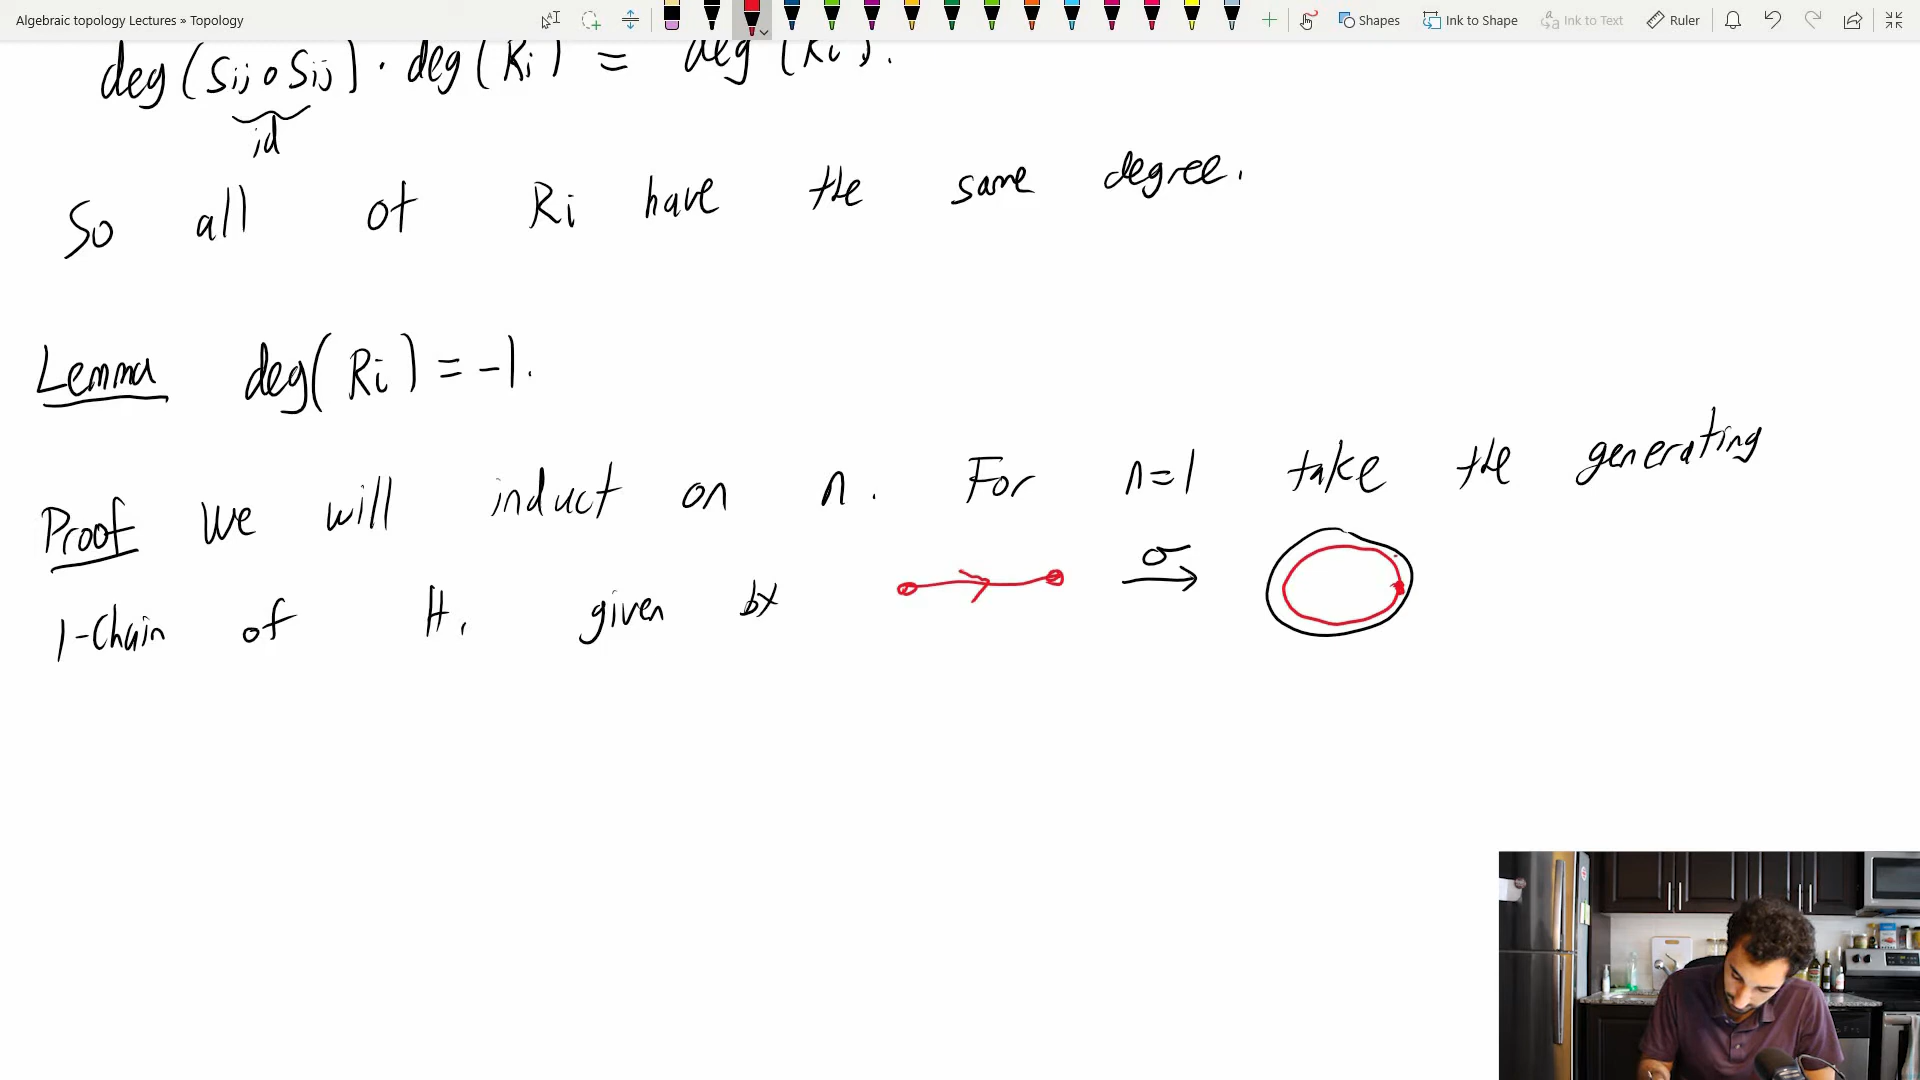 Algebraic topology Lectures » Topology
Shapes
Ink to Shape
Ink to Text
Ruler
deg(Sij∘Sij)·deg(Ri) = deg(Ri).
id
So all of Ri have the same degree.
Lemma deg(Ri) = -1.
Proof We will induct on n. For n=1 take the generating
1-Chain of H₁ given by σ